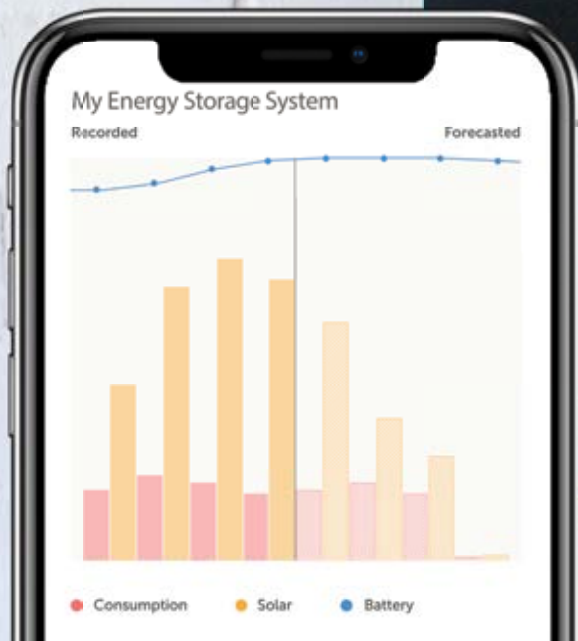 My Energy Storage System
Recorded Forecasted
Consumption Solar Battery